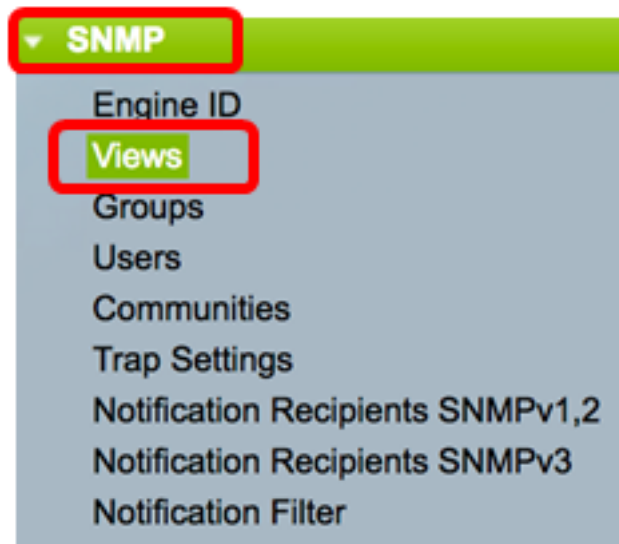 SNMP
Engine ID
Views
Groups
Users
Communities
Trap Settings
Notification Recipients SNMPv1,2
Notification Recipients SNMPv3
Notification Filter